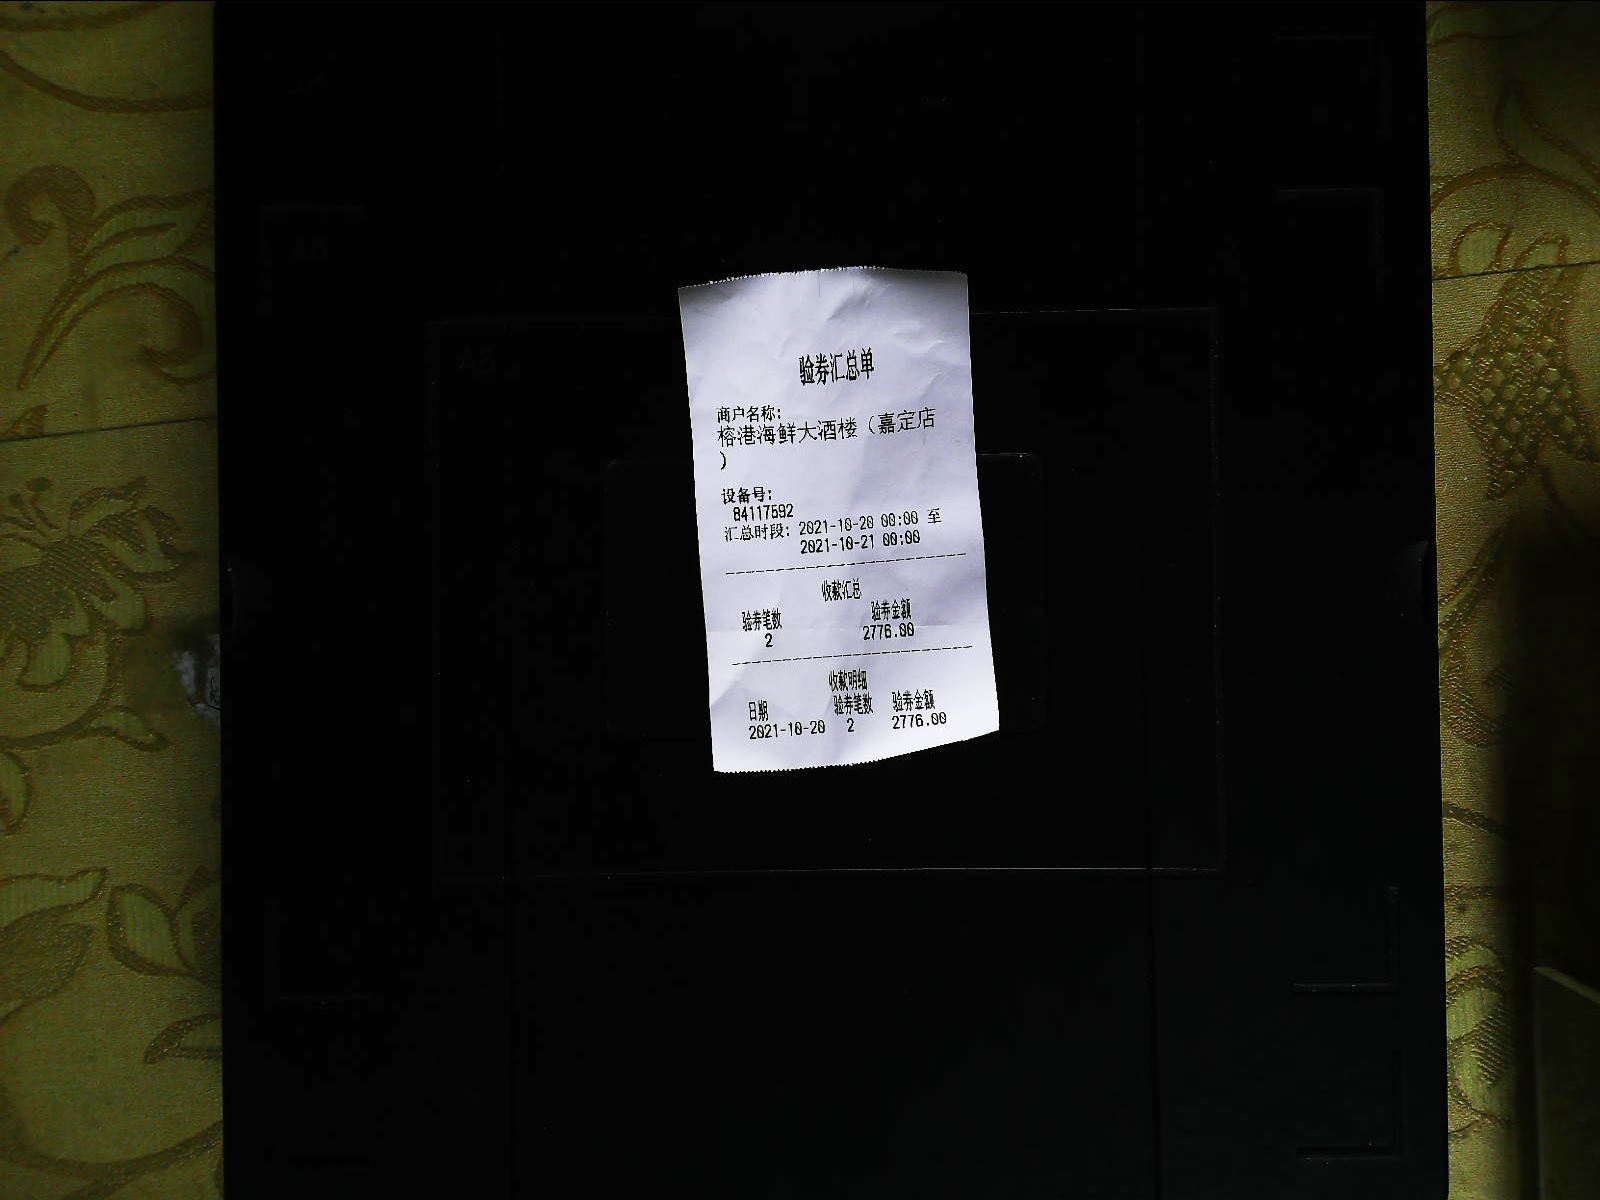 验券汇总单
商户名称:
榕港海鲜大酒楼（嘉定店
）
设备号:
84117592
汇总时段: 2021-10-20 00:00 至
2021-10-21 00:00
收款汇总
验券笔数 验券金额
2 2776.00
收款明细
日期 验券笔数 验券金额
2021-10-20 2 2776.00